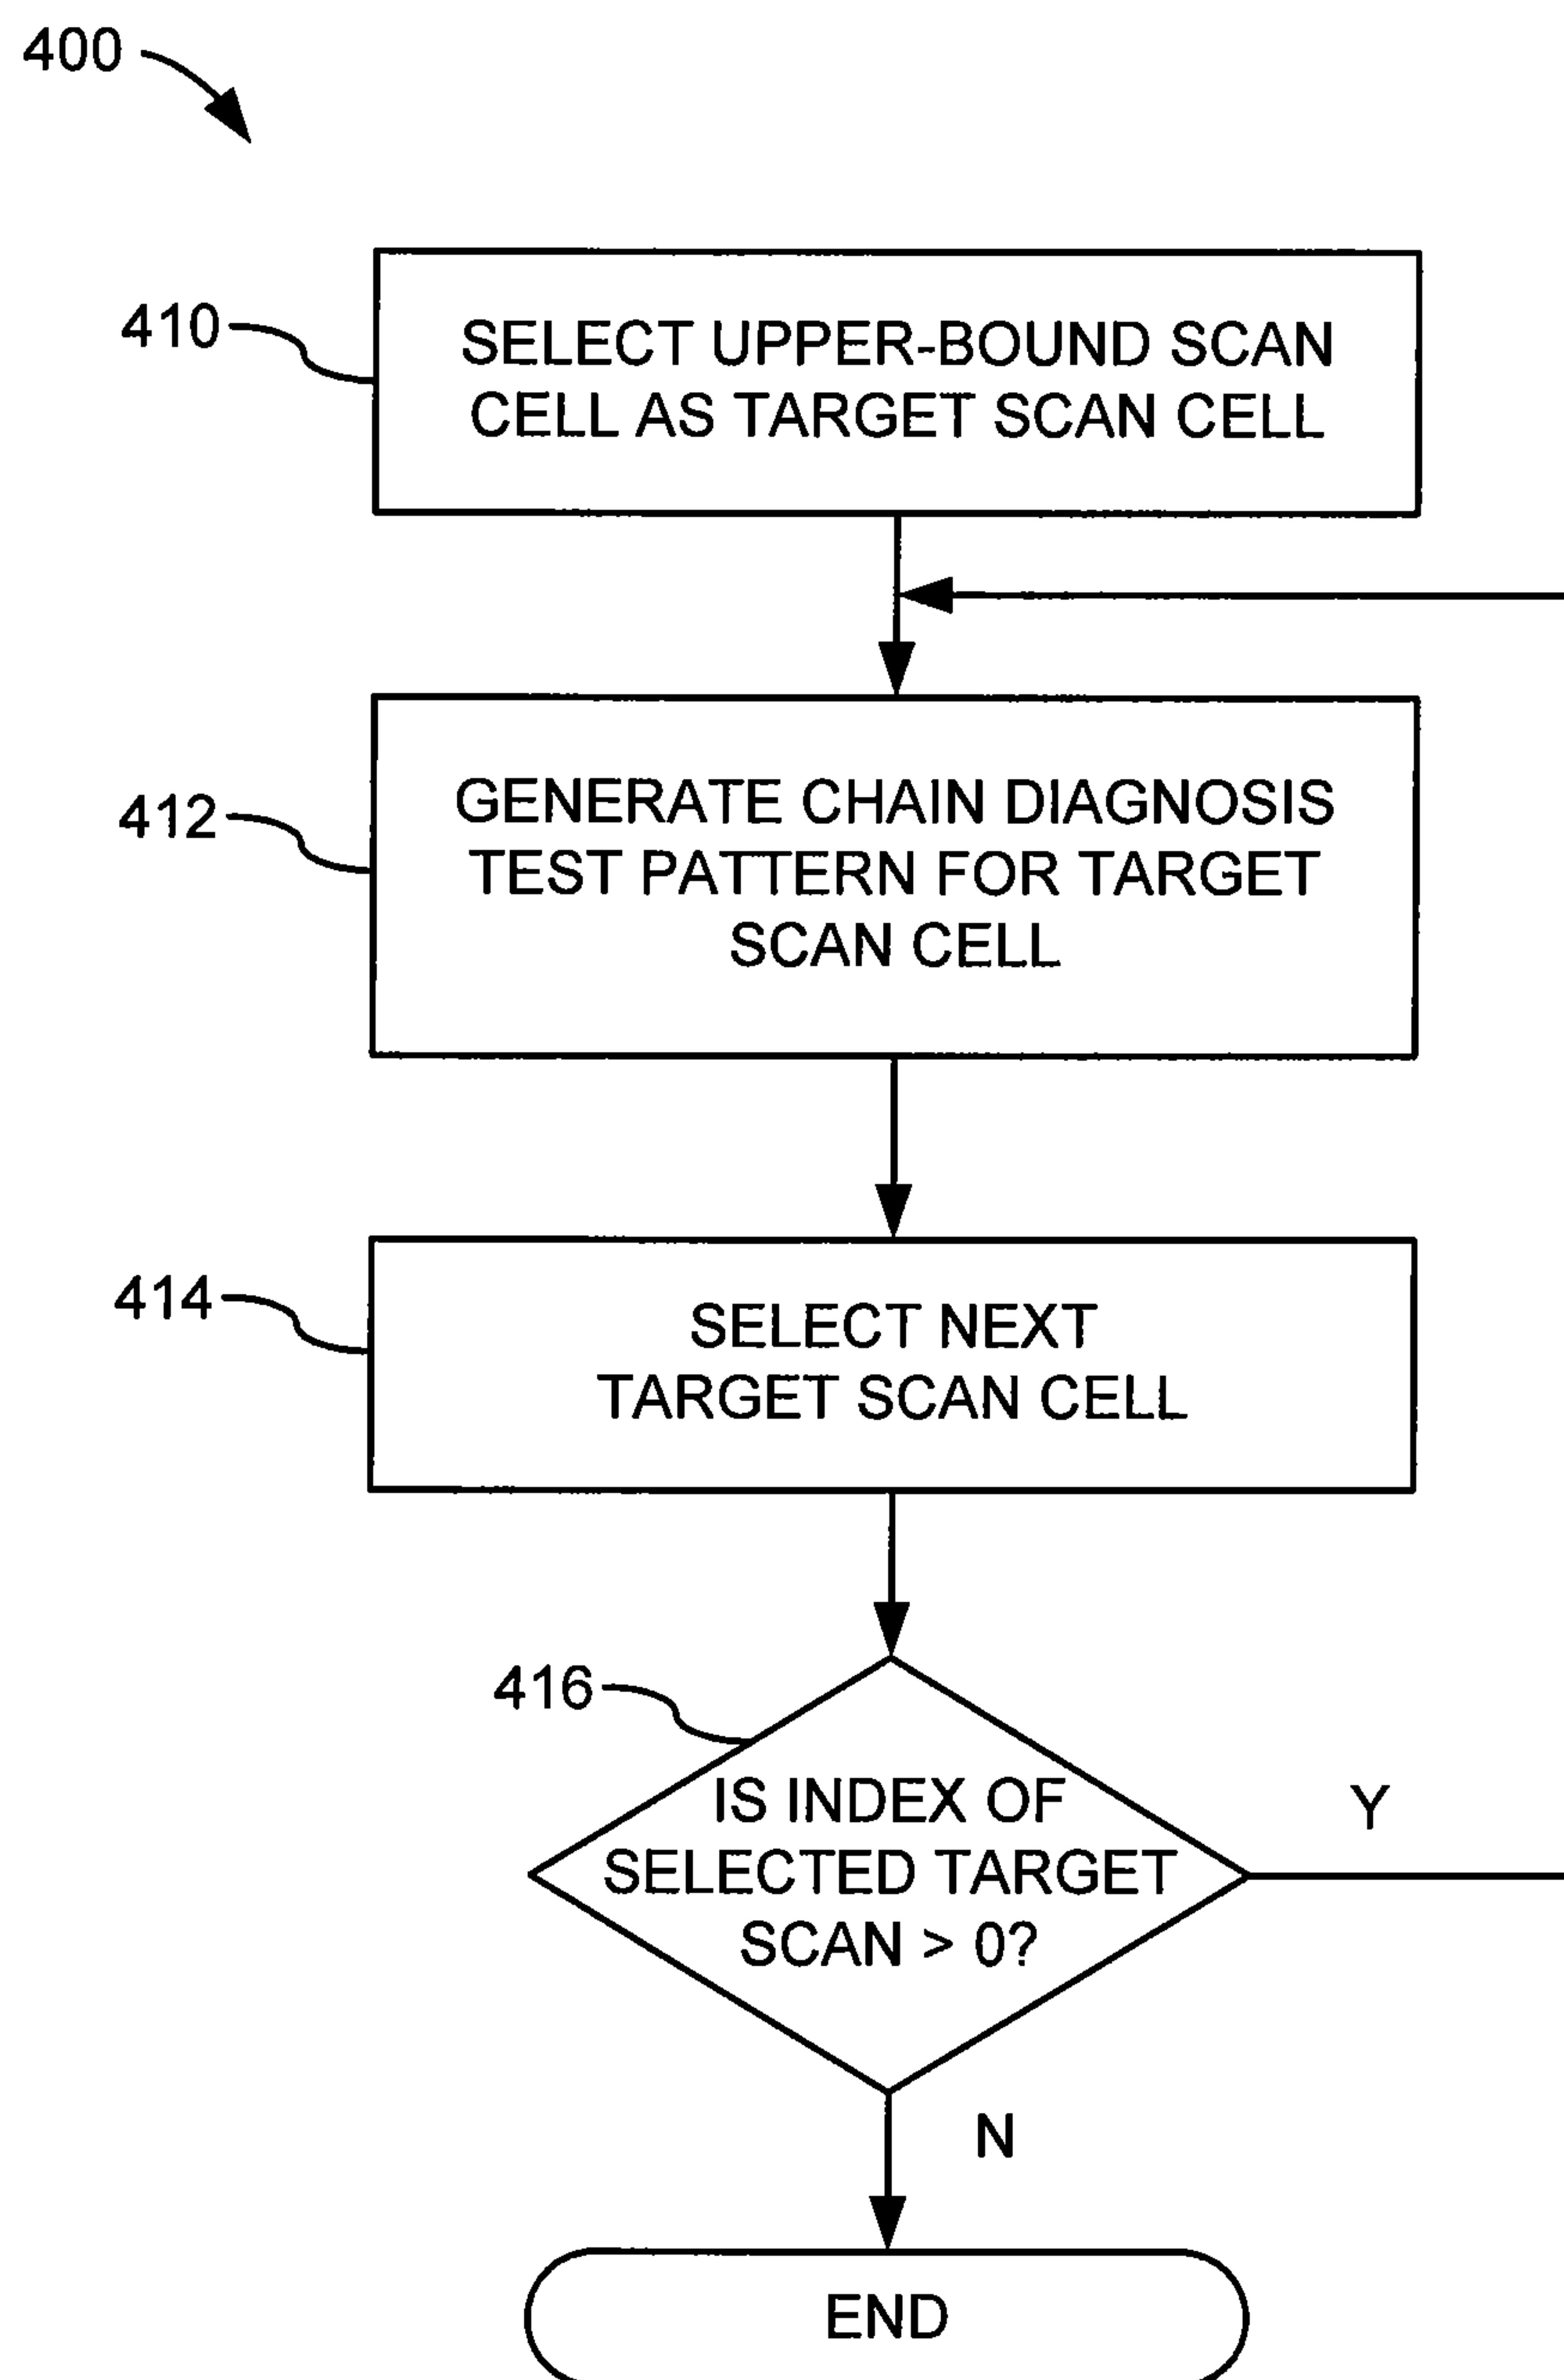 400
410
SELECT UPPER-BOUND SCAN
CELL AS TARGET SCAN CELL
412
GENERATE CHAIN DIAGNOSIS
TEST PATTERN FOR TARGET
SCAN CELL
414
SELECT NEXT
TARGET SCAN CELL
416
IS INDEX OF
SELECTED TARGET
SCAN > 0?
Y
N
END